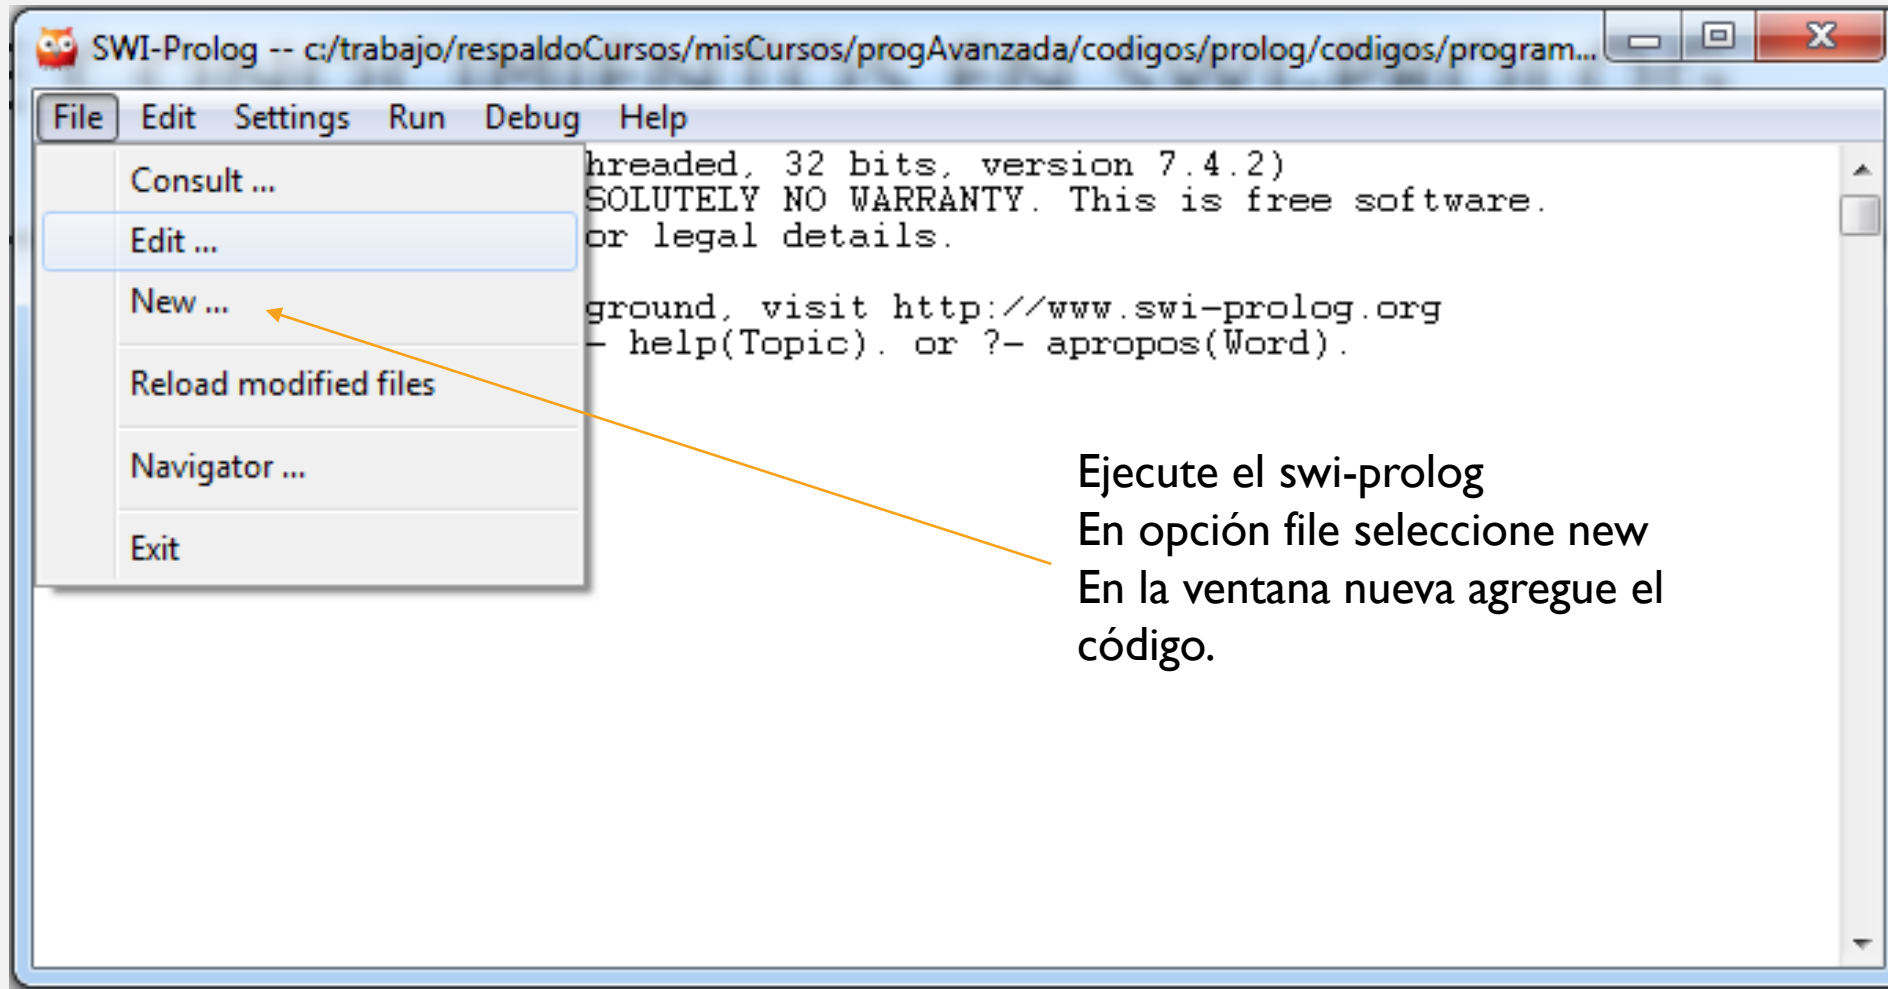 SWI-Prolog -- c:/trabajo/respaldoCursos/misCursos/progAvanzada/codigos/prolog/codigos/program...
File Edit Settings Run Debug Help
Consult ...
Edit ...
New ...
Reload modified files
Navigator ...
Exit
hreaded, 32 bits, version 7.4.2)
SOLUTELY NO WARRANTY. This is free software.
or legal details.
ground, visit http://www.swi-prolog.org
- help(Topic). or ?- apropos(Word).
Ejecute el swi-prolog
En opción file seleccione new
En la ventana nueva agregue el
código.